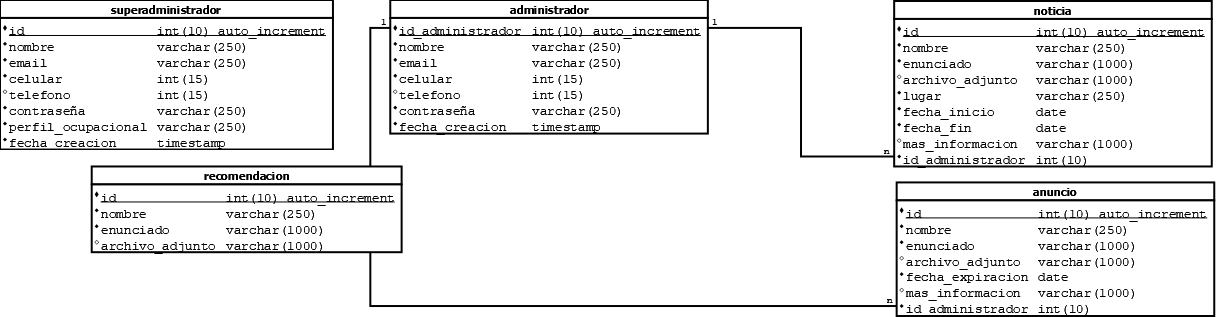 superadministrador
id int(10) auto_increment
nombre varchar(250)
email varchar(250)
celular int(15)
telefono int(15)
contraseña varchar(250)
perfil_ocupacional varchar(250)
fecha_creacion timestamp
administrador
1
1
id_administrador int(10) auto_increment
nombre varchar(250)
email varchar(250)
celular int(15)
telefono int(15)
contraseña varchar(250)
fecha_creacion timestamp
noticia
id int(10) auto_increment
nombre varchar(250)
enunciado varchar(1000)
archivo_adjunto varchar(1000)
lugar varchar(250)
fecha_inicio date
fecha_fin date
mas_informacion varchar(1000)
n
id_administrador int(10)
recomendacion
id int(10) auto_increment
nombre varchar(250)
enunciado varchar(1000)
archivo_adjunto varchar(1000)
anuncio
id int(10) auto_increment
nombre varchar(250)
enunciado varchar(1000)
archivo_adjunto varchar(1000)
fecha_expiracion date
mas_informacion varchar(1000)
n
id_administrador int(10)